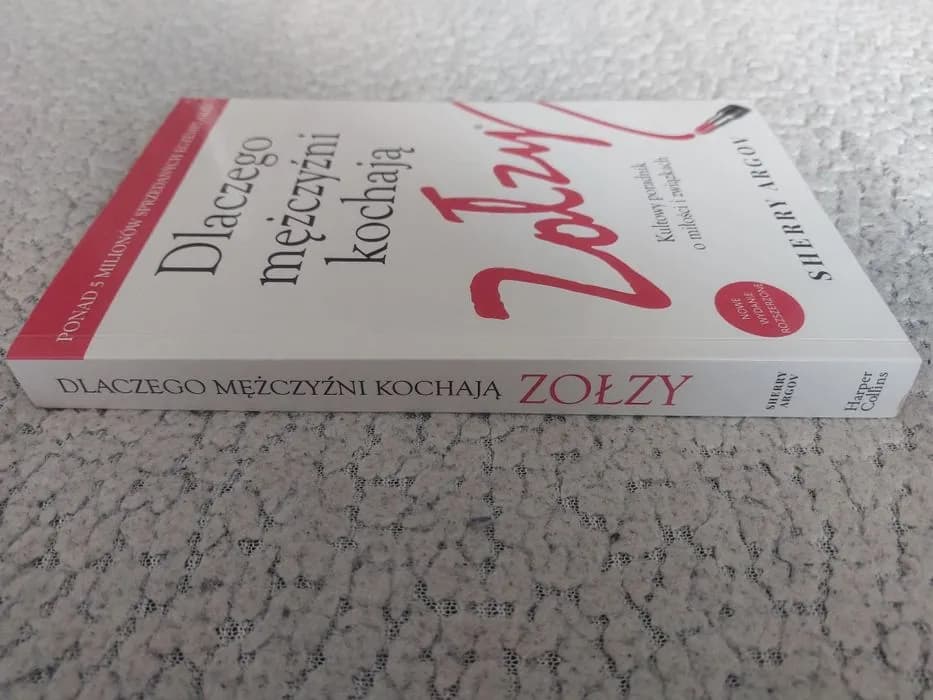 PONAD 5 MILIONÓW SPRZEDANYCH
Dlaczego
mężczyźni
kochają
Zołzy
Kultowy poradnik
o miłości i związkach
SHERRY ARGOV
NOWE
WYDANIE
ROZSZERZONE
DLACZEGO MĘŻCZYŹNI KOCHAJĄ ZOŁZY
SHERRY
ARGOV
Harper
Collins